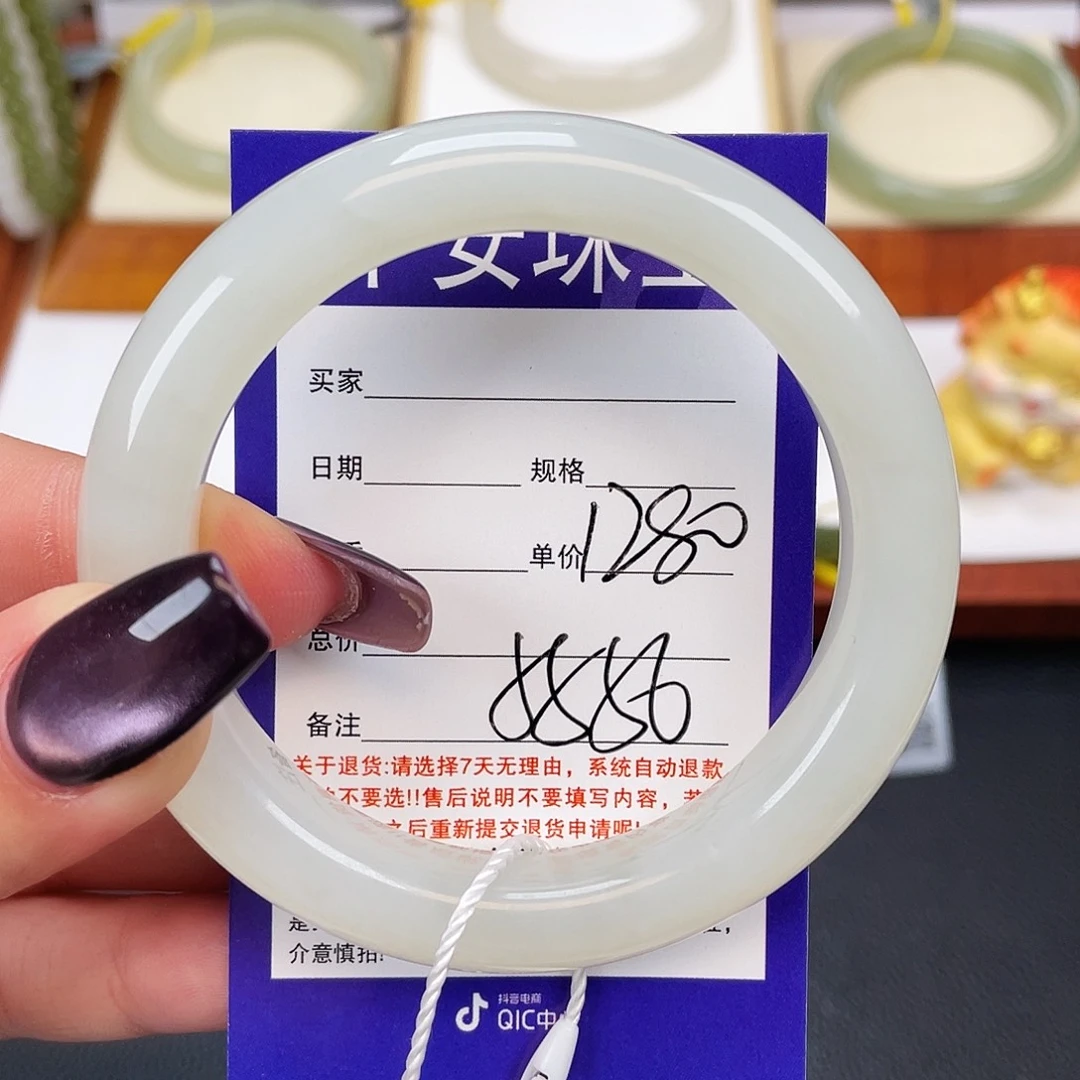 安珠
买家
日期 规格
单价 1280
总价
备注 8886
关于退货:请选择7天无理由，系统自动退款
不要选!!售后说明不要填写内容，
之后重新提交退货申请呢!
介意慎拍!
抖音电商
QIC中